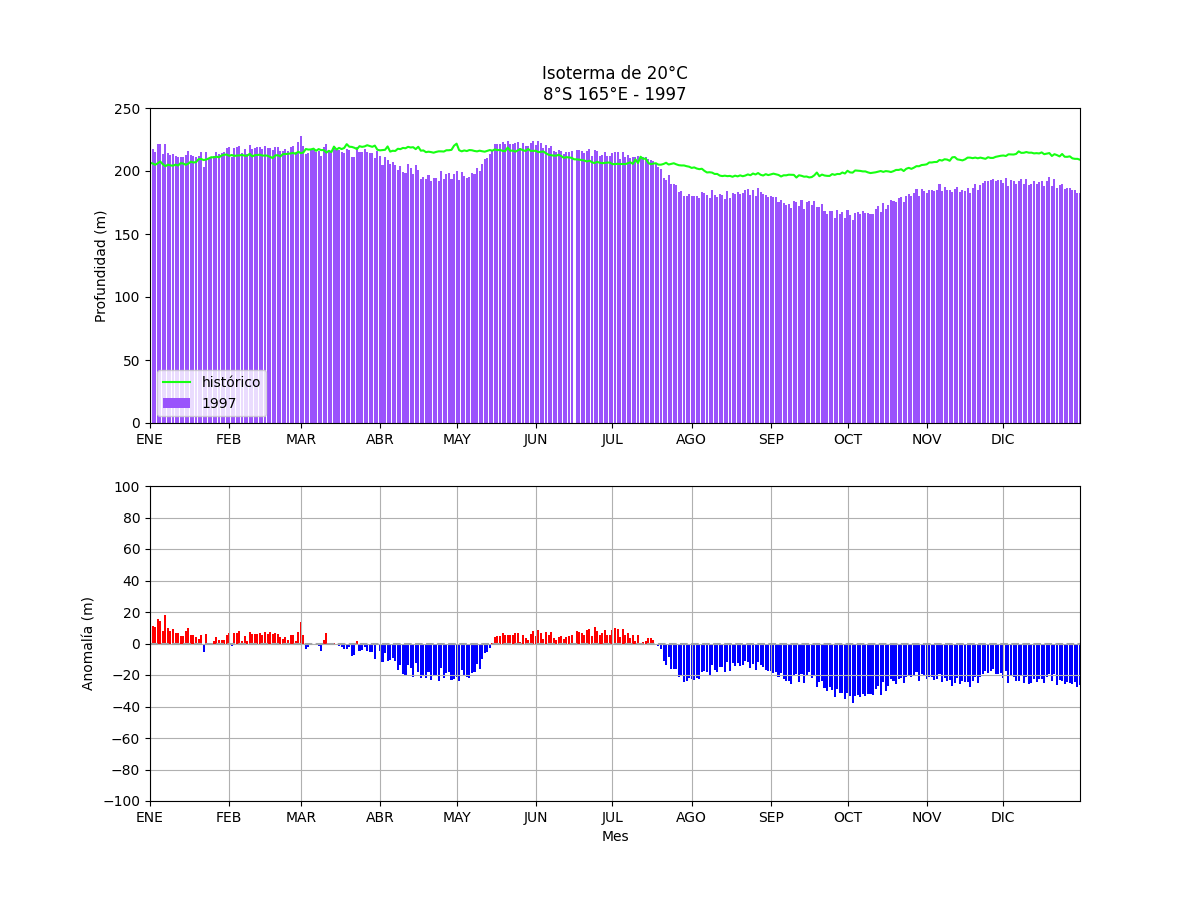 Isoterma de 20°C
8°S 165°E - 1997
250
200
150
100
50
0
Profundidad (m)
histórico
1997
ENE FEB MAR ABR MAY JUN JUL AGO SEP OCT NOV DIC
100
80
60
40
20
0
−20
−40
−60
−80
−100
Anomalía (m)
ENE FEB MAR ABR MAY JUN JUL AGO SEP OCT NOV DIC
Mes